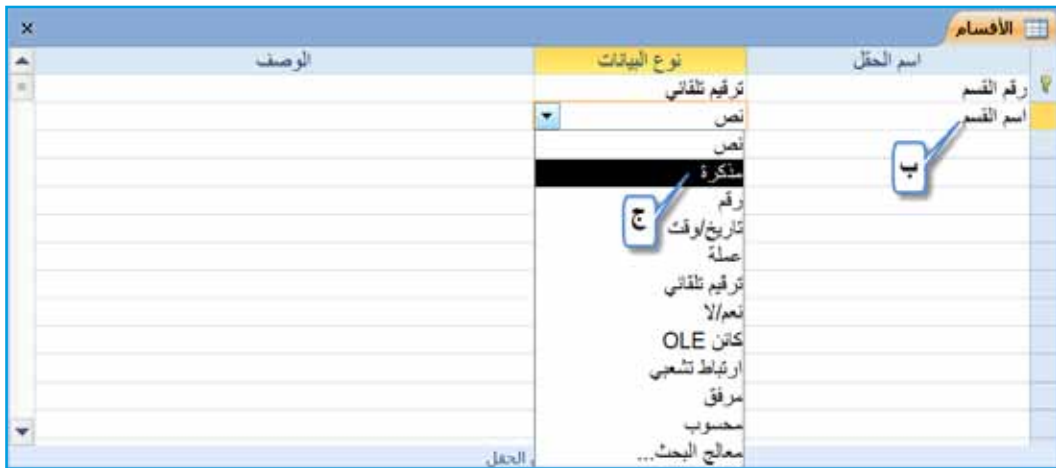 الأقسام
اسم الحقل نوع البيانات الوصف
رقم القسم ترقيم تلقائي
اسم القسم نص
نص
ب
مذكرة
ج
رقم
تاريخ/وقت
عملة
ترقيم تلقائي
نعم/لا
كائن OLE
ارتباط تشعبي
مرفق
محسوب
معالج البحث...
الحقل